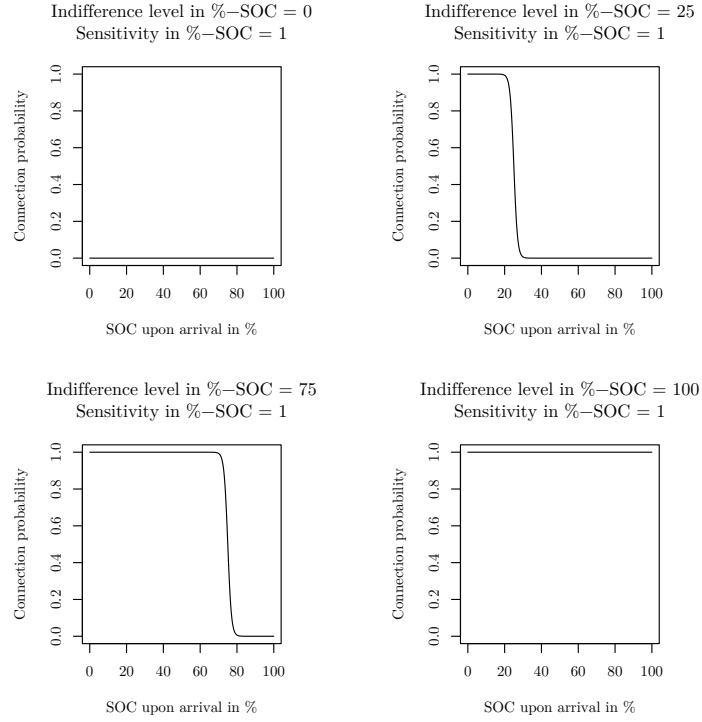 Indifference level in %−SOC = 0
Sensitivity in %−SOC = 1
Connection probability
0.0 0.2 0.4 0.6 0.8 1.0
0 20 40 60 80 100
SOC upon arrival in %
Indifference level in %−SOC = 25
Sensitivity in %−SOC = 1
Connection probability
0.0 0.2 0.4 0.6 0.8 1.0
0 20 40 60 80 100
SOC upon arrival in %
Indifference level in %−SOC = 75
Sensitivity in %−SOC = 1
Connection probability
0.0 0.2 0.4 0.6 0.8 1.0
0 20 40 60 80 100
SOC upon arrival in %
Indifference level in %−SOC = 100
Sensitivity in %−SOC = 1
Connection probability
0.0 0.2 0.4 0.6 0.8 1.0
0 20 40 60 80 100
SOC upon arrival in %